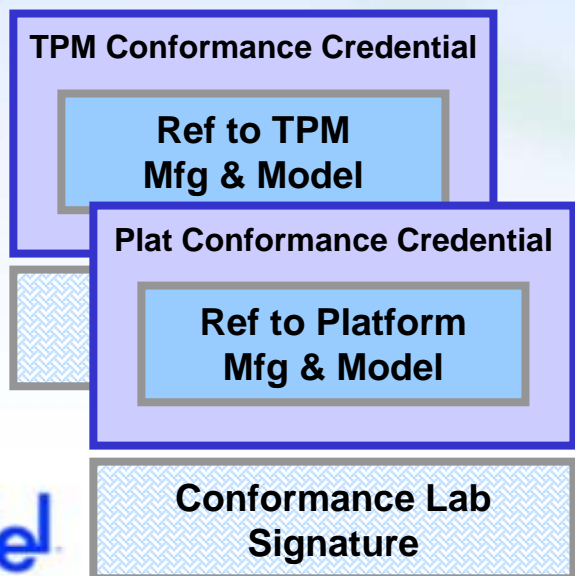 TPM Conformance Credential
Ref to TPM
Mfg & Model
Plat Conformance Credential
Ref to Platform
Mfg & Model
Conformance Lab
Signature